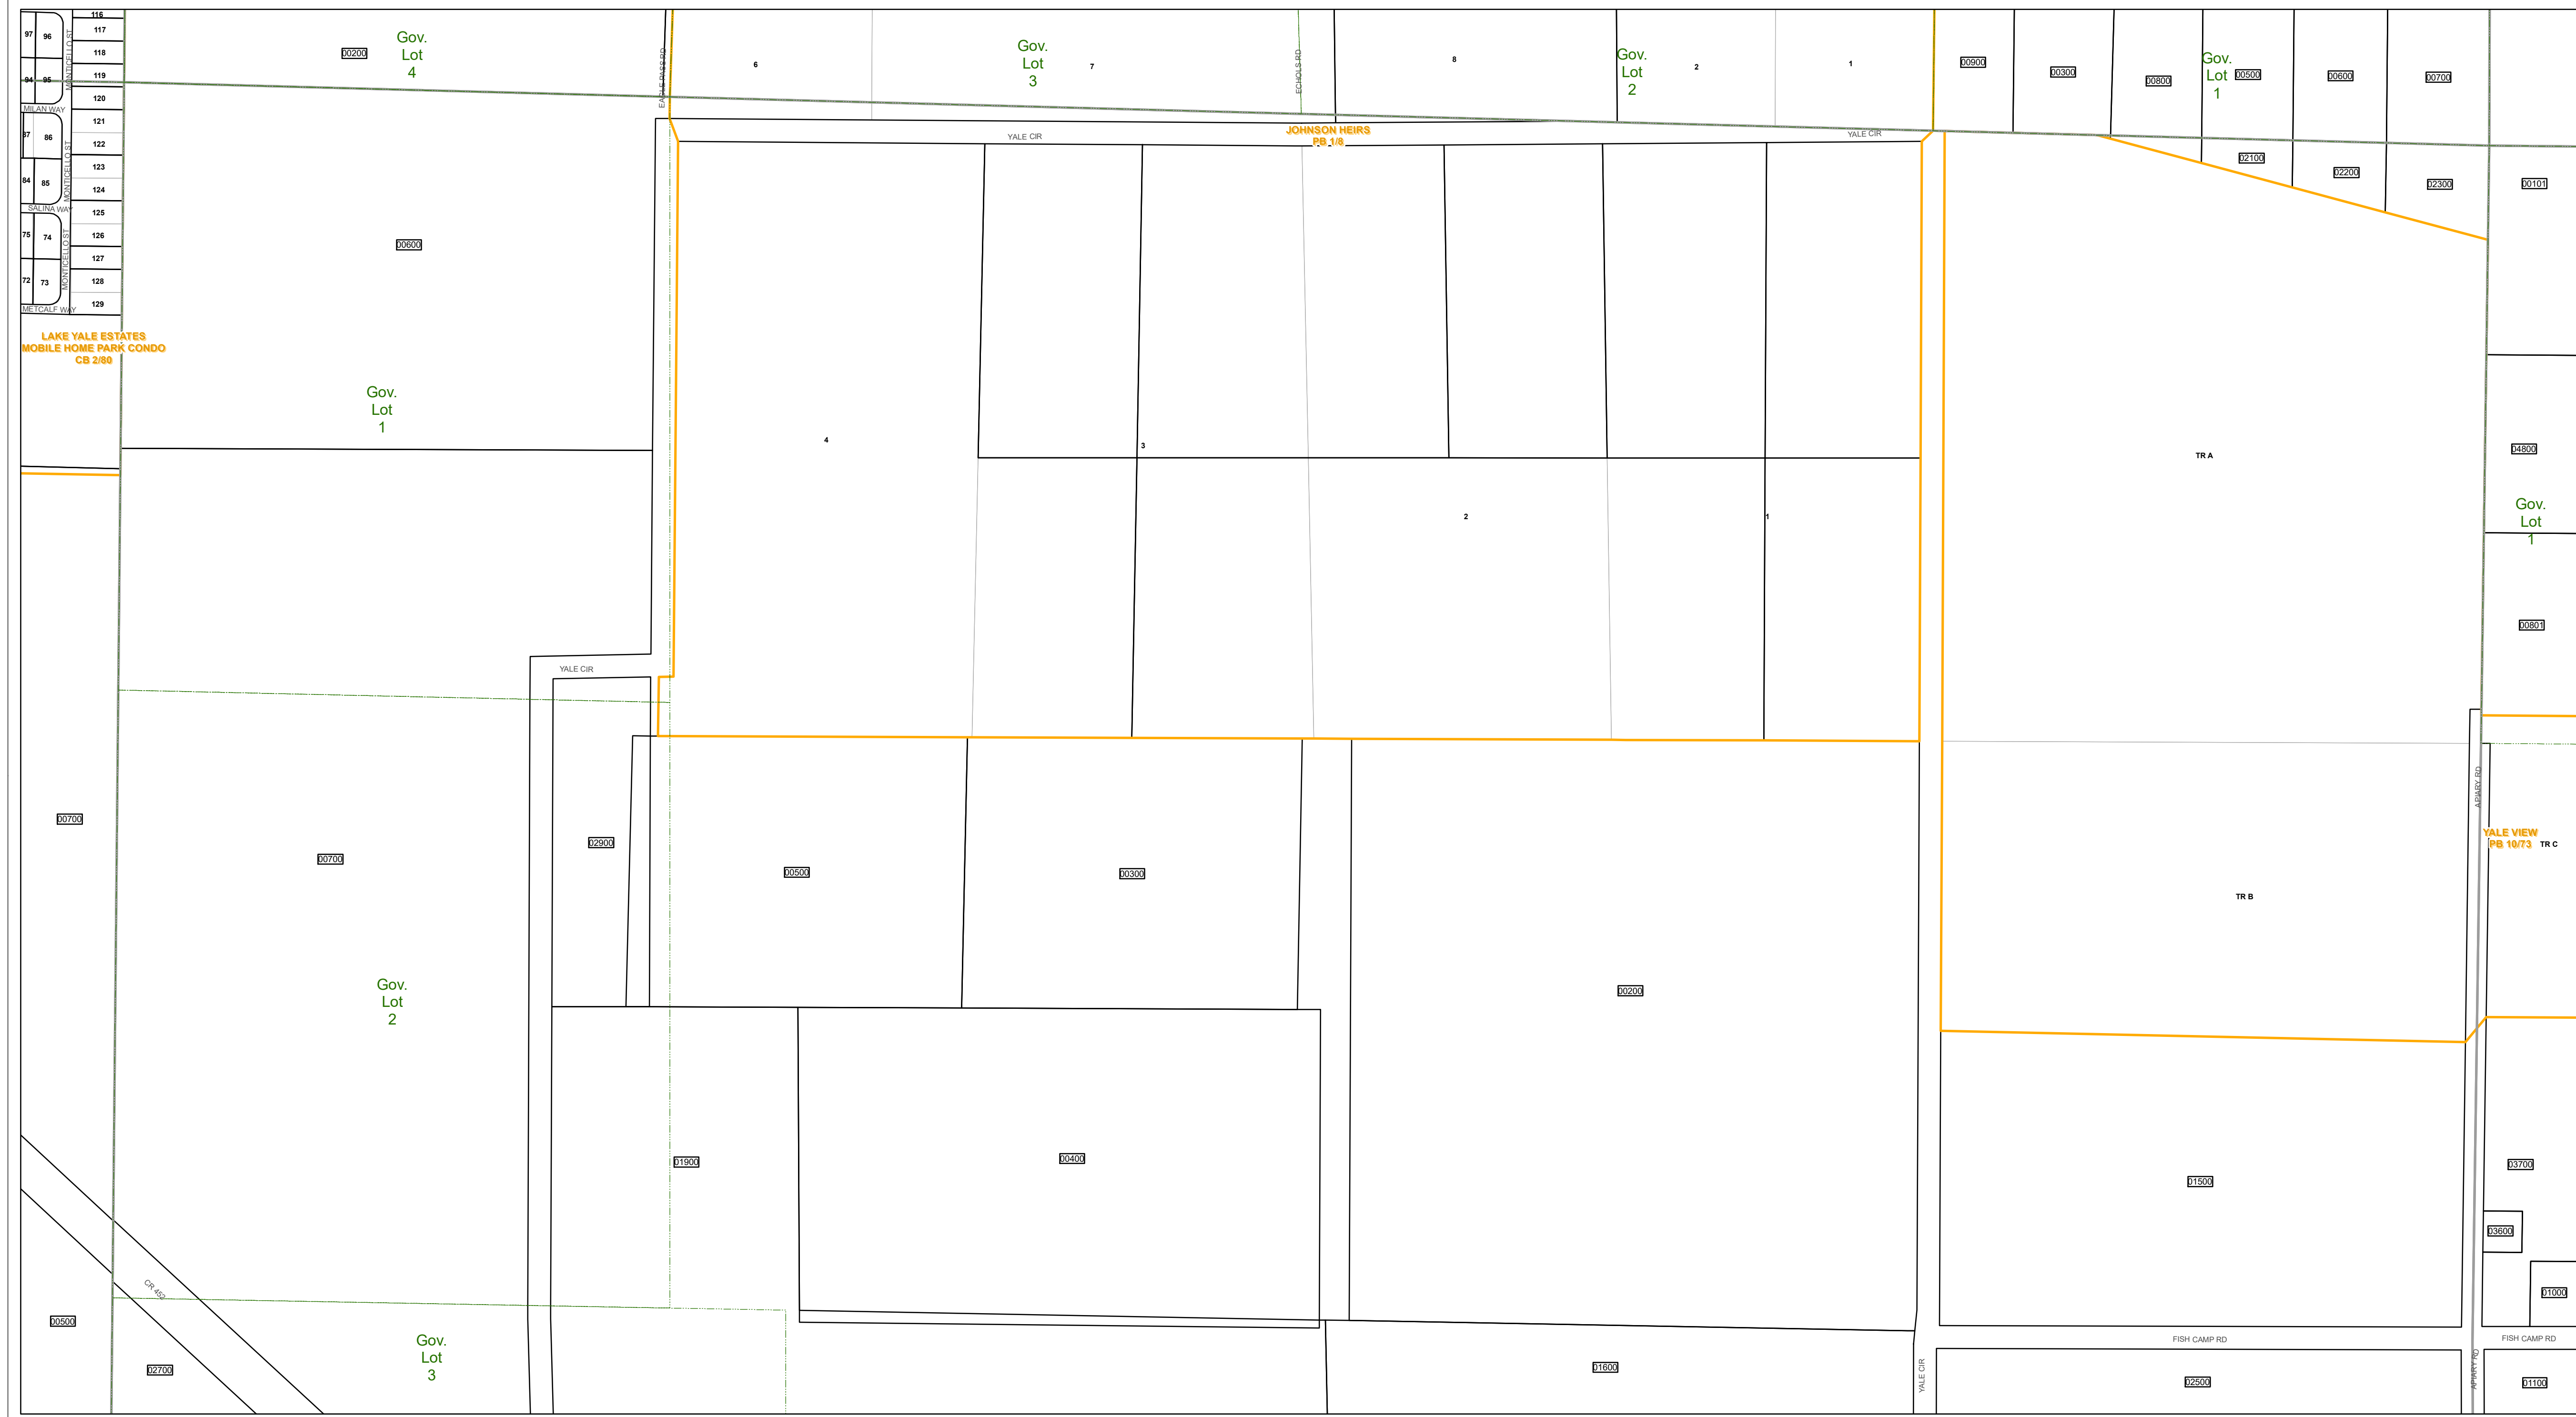 116
97
96
117
118
94
95
119
120
MONTICELLO ST
MILAN WAY
87
86
121
122
84
85
123
124
MONTICELLO ST
SALINA WAY
75
74
125
126
127
72
73
128
129
MONTICELLO ST
METCALF WAY
LAKE YALE ESTATES
MOBILE HOME PARK CONDO
CB 2/80
00200
Gov.
Lot
4
EAGLE PASS RD
6
Gov.
Lot
3
7
ECHOLS RD
8
Gov.
Lot
2
2
1
00900
00300
00800
Gov.
Lot
1
00500
00600
00700
YALE CIR
JOHNSON HEIRS
PB 1/8
YALE CIR
02100
02200
02300
00101
00600
Gov.
Lot
1
4
3
2
1
TR A
04800
Gov.
Lot
1
00801
YALE CIR
APIARY RD
00700
00700
02900
00500
00300
YALE VIEW
PB 10/73
TR C
TR B
00200
Gov.
Lot
2
01900
00400
01500
03700
03600
01000
CR 452
00500
02700
Gov.
Lot
3
01600
YALE CIR
FISH CAMP RD
FISH CAMP RD
02500
APIARY RD
01100